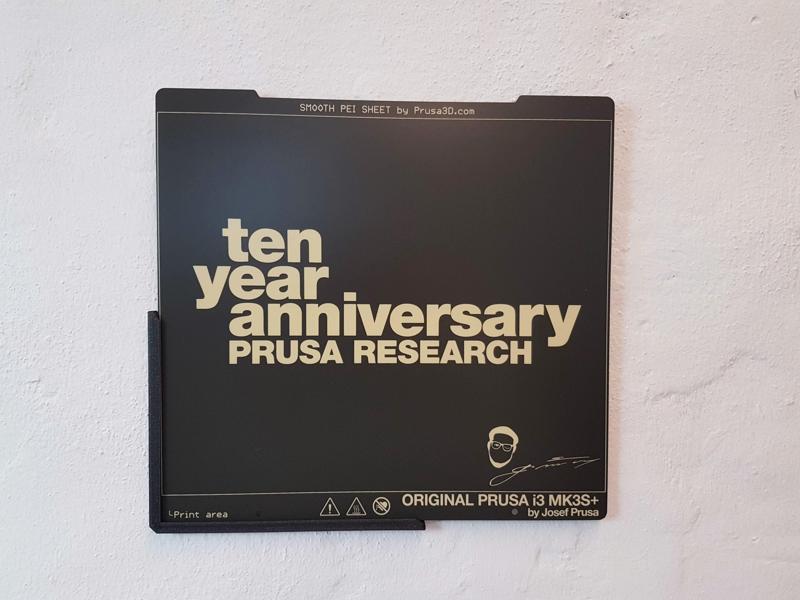 SMOOTH PEI SHEET by Prusa3D.com
ten
year
anniversary
PRUSA RESEARCH
ORIGINAL PRUSA i3 MK3S+
by Josef Prusa
Print area